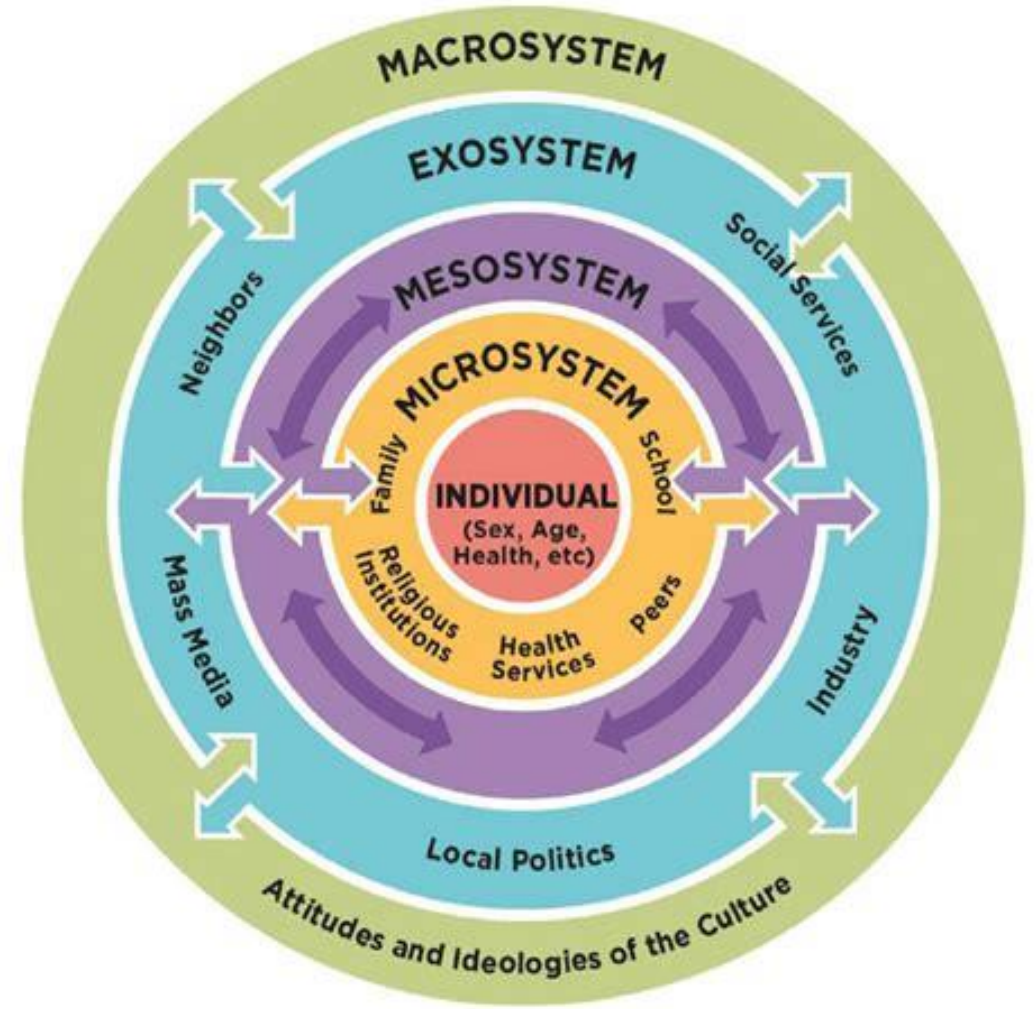 MACROSYSTEM
EXOSYSTEM
MESOSYSTEM
MICROSYSTEM
INDIVIDUAL
(Sex, Age,
Health, etc)
Family
School
Religious
Institutions
Health
Services
Peers
Neighbors
Social Services
Mass Media
Industry
Local Politics
Attitudes and Ideologies of the Culture